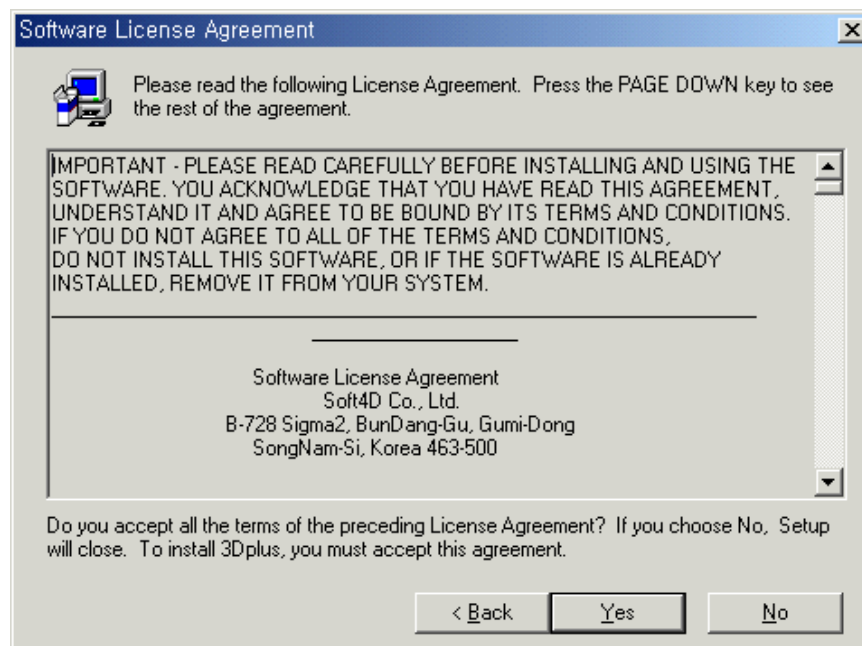 Software License Agreement
Please read the following License Agreement.  Press the PAGE DOWN key to see
the rest of the agreement.
IMPORTANT - PLEASE READ CAREFULLY BEFORE INSTALLING AND USING THE
SOFTWARE. YOU ACKNOWLEDGE THAT YOU HAVE READ THIS AGREEMENT,
UNDERSTAND IT AND AGREE TO BE BOUND BY ITS TERMS AND CONDITIONS.
IF YOU DO NOT AGREE TO ALL OF THE TERMS AND CONDITIONS,
DO NOT INSTALL THIS SOFTWARE, OR IF THE SOFTWARE IS ALREADY
INSTALLED, REMOVE IT FROM YOUR SYSTEM.
Software License Agreement
Soft4D Co., Ltd.
B-728 Sigma2, BunDang-Gu, Gumi-Dong
SongNam-Si, Korea 463-500
Do you accept all the terms of the preceding License Agreement?  If you choose No,  Setup
will close.  To install 3Dplus, you must accept this agreement.
< Back
Yes
No